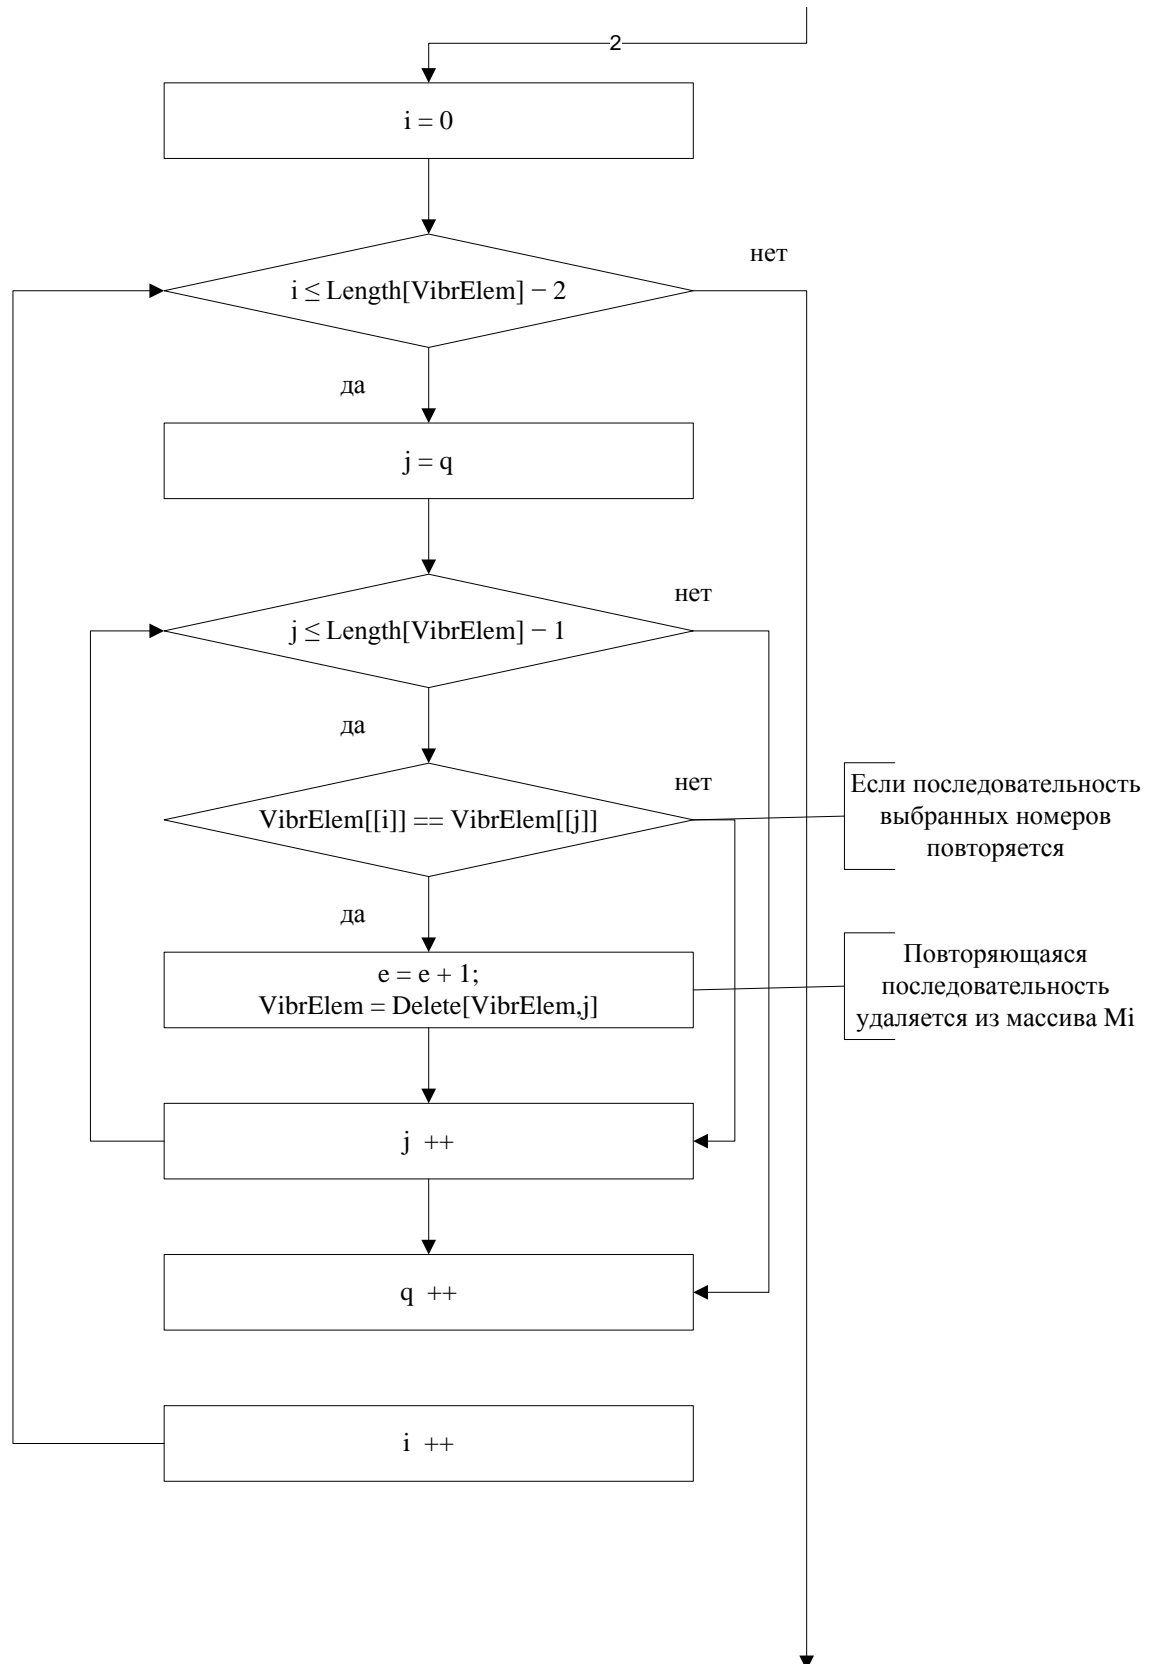 2
i = 0
нет
i ≤ Length[VibrElem] − 2
да
j = q
нет
j ≤ Length[VibrElem] − 1
да
нет
VibrElem[[i]] == VibrElem[[j]]
Если последовательность
выбранных номеров
повторяется
да
e = e + 1;
VibrElem = Delete[VibrElem,j]
Повторяющаяся
последовательность
удаляется из массива Mi
j ++
q ++
i ++